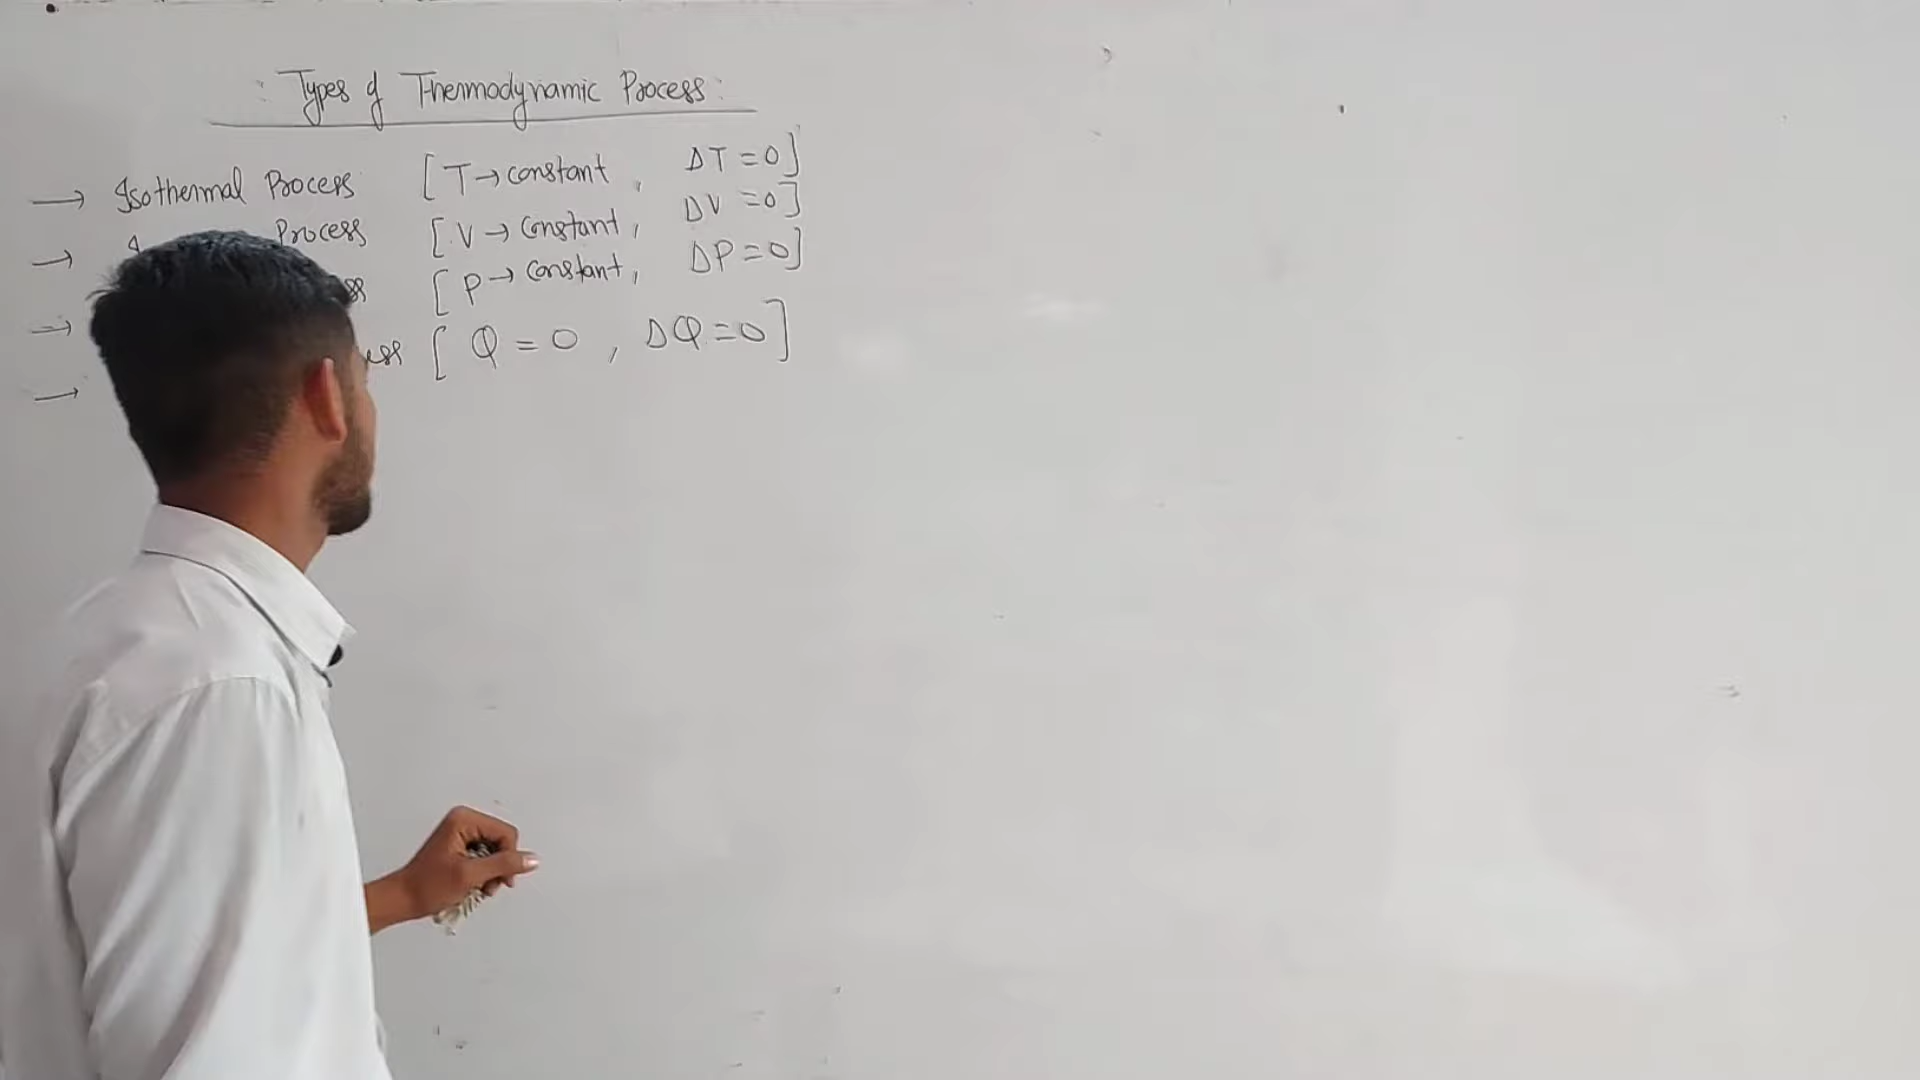 : Types of Thermodynamic Process :
→ Isothermal Process [ T → constant , ΔT = 0 ]
→ Process [ V → constant , ΔV = 0 ]
→ [ P → constant , ΔP = 0 ]
→ [ Q = 0 , ΔQ = 0 ]